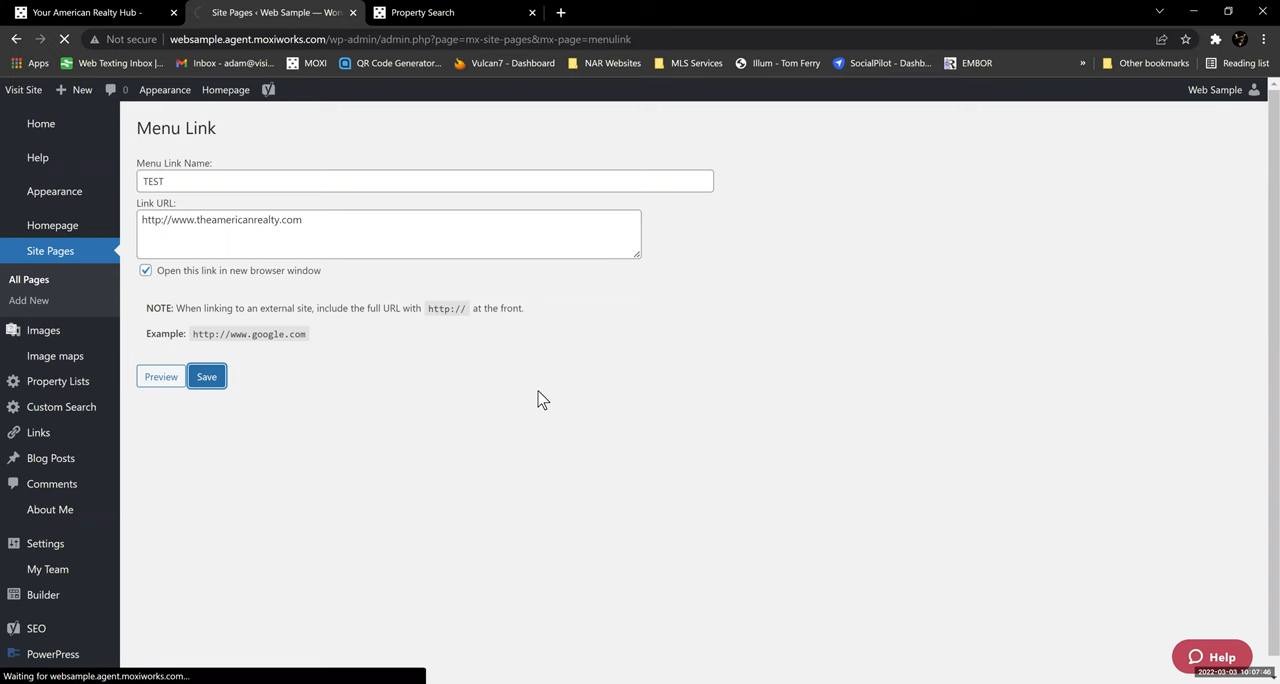 Your American Realty Hub -
Site Pages ‹ Web Sample — Wor
Property Search
Not secure
websample.agent.moxiworks.com/wp-admin/admin.php?page=mx-site-pages&mx-page=menulink
Apps
Web Texting Inbox |...
Inbox - adam@visi...
MOXI
QR Code Generator...
Vulcan7 - Dashboard
NAR Websites
MLS Services
Illum - Tom Ferry
SocialPilot - Dashb...
EMBOR
»
Other bookmarks
Reading list
Visit Site
New
0
Appearance
Homepage
Web Sample
Home
Help
Appearance
Homepage
Site Pages
All Pages
Add New
Images
Image maps
Property Lists
Custom Search
Links
Blog Posts
Comments
About Me
Settings
My Team
Builder
SEO
PowerPress
Menu Link
Menu Link Name:
TEST
Link URL:
http://www.theamericanrealty.com
Open this link in new browser window
NOTE: When linking to an external site, include the full URL with http:// at the front.
Example: http://www.google.com
Preview
Save
Help
2022-03-03 10:07:46
Waiting for websample.agent.moxiworks.com...